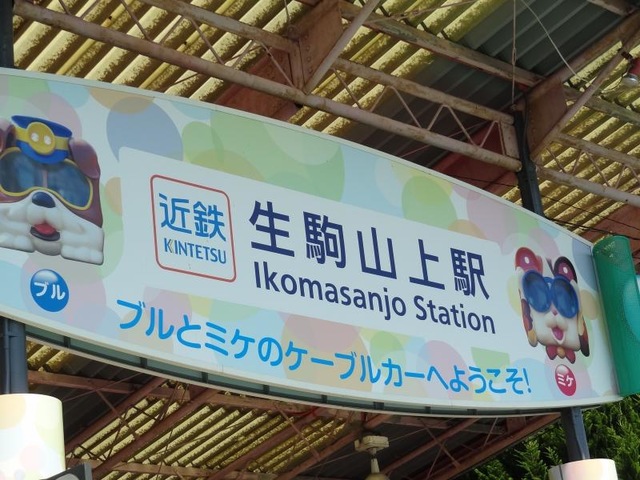 近鉄
KINTETSU
生駒山上駅
Ikomasanjo Station
ブル
ブルとミケのケーブルカーへようこそ!
ミケ